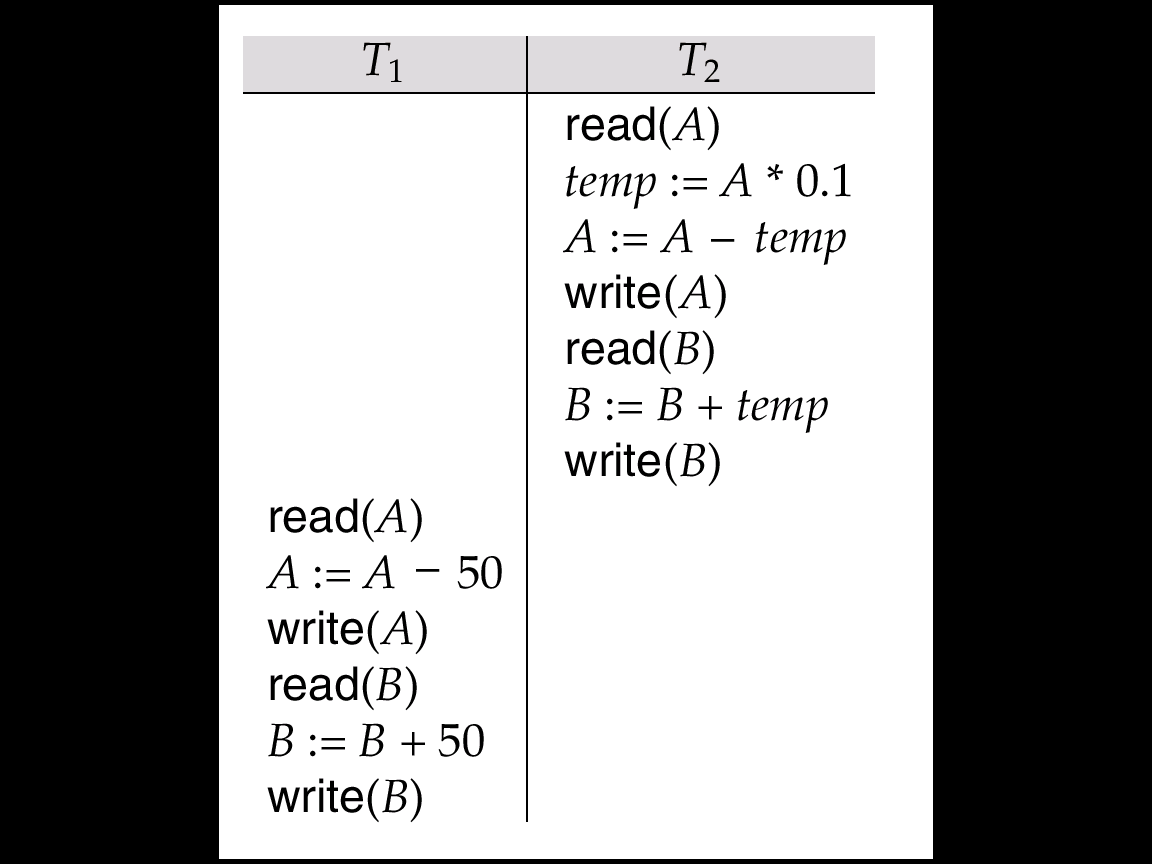 T₁ T₂
read(A)
temp := A * 0.1
A := A – temp
write(A)
read(B)
B := B + temp
write(B)
read(A)
A := A − 50
write(A)
read(B)
B := B + 50
write(B)